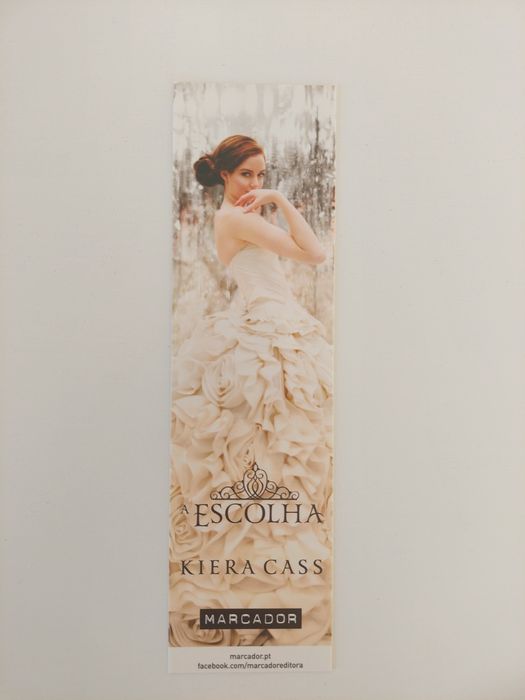 A ESCOLHA
KIERA CASS
MARCADOR
marcador.pt
facebook.com/marcadoreditora